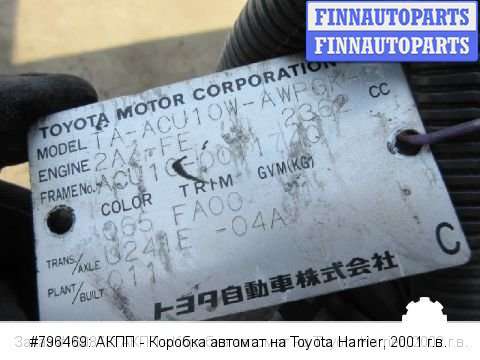 FINNAUTOPARTS
FINNAUTOPARTS
TOYOTA MOTOR CORPORATION
MODEL TA-ACU10W-AWPGK
ENGINE 2AZ-FE 2362 CC
FRAME No. ACU10
COLOR TRIM GVM(KG)
065 FA00
TRANS./AXLE U241E -04A
PLANT/BUILT 011
C
トヨタ自動車株式会社
#796469: АКПП - Коробка автомат на Toyota Harrier, 2001 г.в.